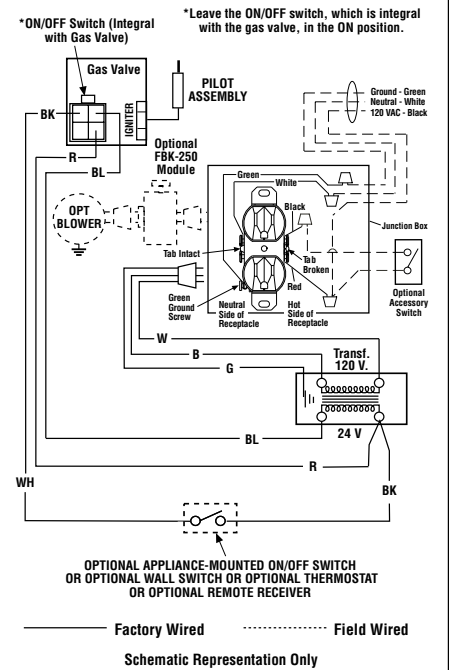 *ON/OFF Switch (Integral
with Gas Valve)
*Leave the ON/OFF switch, which is integral
with the gas valve, in the ON position.
Gas Valve
BK
IGNITER
PILOT
ASSEMBLY
Ground - Green
Neutral - White
120 VAC - Black
R
BL
Optional
FBK-250
Module
OPT
BLOWER
Green
White
Black
Junction Box
Tab Intact
Tab
Broken
Red
Optional
Accessory
Switch
Green
Ground
Screw
Neutral
Side of
Receptacle
Hot
Side of
Receptacle
W
B
G
Transf.
120 V.
24 V
BL
R
WH
BK
OPTIONAL APPLIANCE-MOUNTED ON/OFF SWITCH
OR OPTIONAL WALL SWITCH OR OPTIONAL THERMOSTAT
OR OPTIONAL REMOTE RECEIVER
Factory Wired
Field Wired
Schematic Representation Only